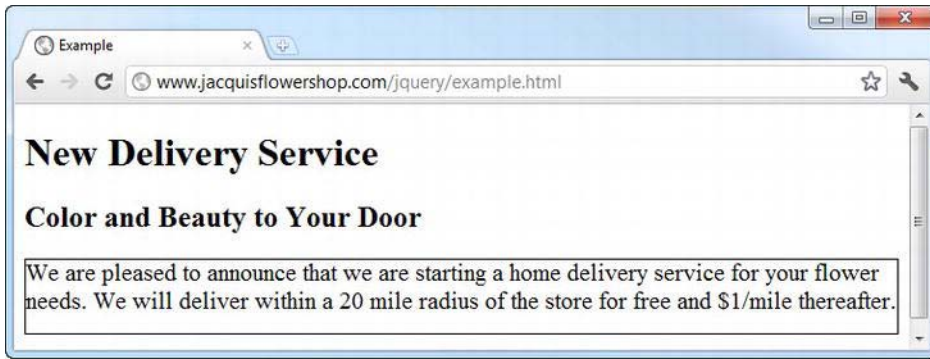 Example
www.jacquisflowershop.com/jquery/example.html
New Delivery Service
Color and Beauty to Your Door
We are pleased to announce that we are starting a home delivery service for your flower
needs. We will deliver within a 20 mile radius of the store for free and $1/mile thereafter.